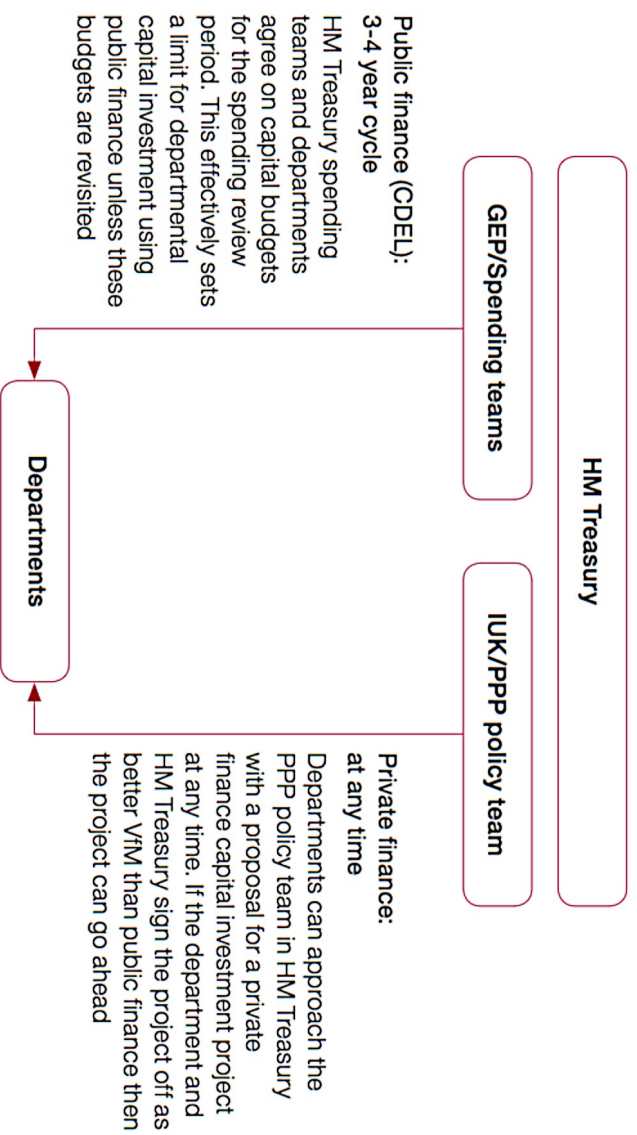 HM Treasury
GEP/Spending teams
IUK/PPP policy team
Public finance (CDEL):
3-4 year cycle
HM Treasury spending
teams and departments
agree on capital budgets
for the spending review
period. This effectively sets
a limit for departmental
capital investment using
public finance unless these
budgets are revisited
Private finance:
at any time
Departments can approach the
PPP policy team in HM Treasury
with a proposal for a private
finance capital investment project
at any time. If the department and
HM Treasury sign the project off as
better VfM than public finance then
the project can go ahead
Departments